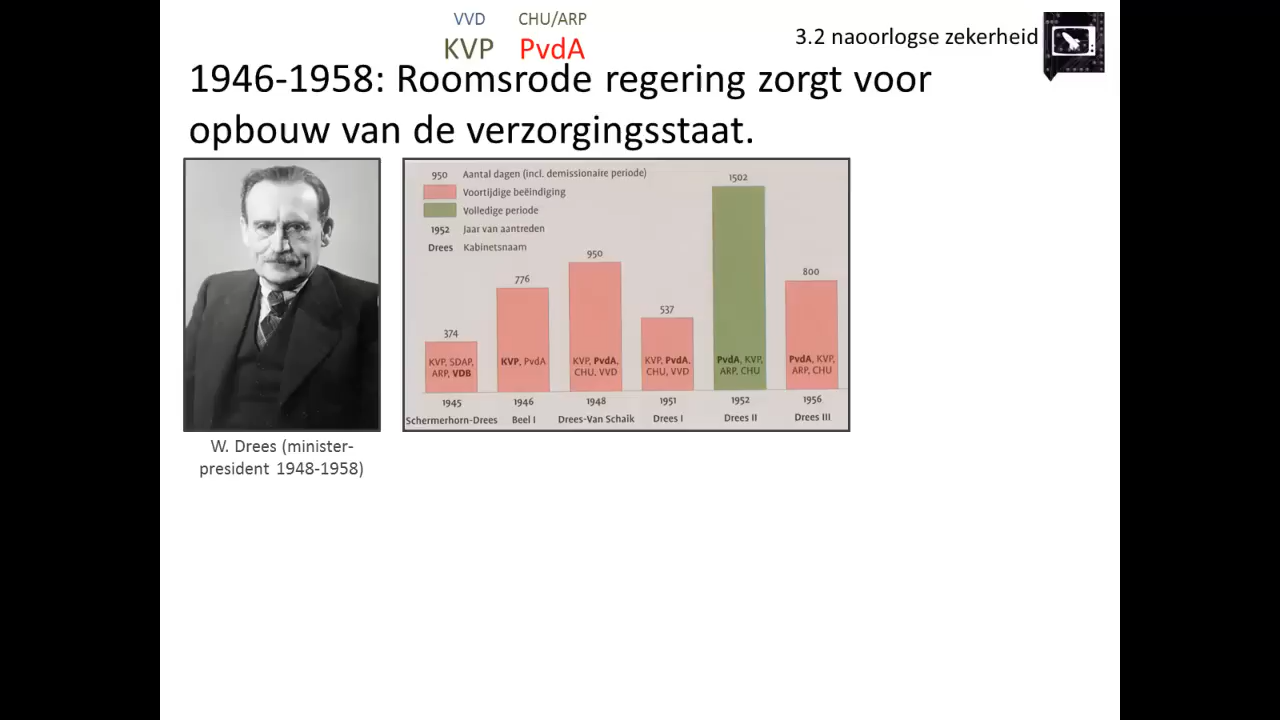 VVD CHU/ARP
KVP PvdA
3.2 naoorlogse zekerheid
1946-1958: Roomsrode regering zorgt voor
opbouw van de verzorgingsstaat.
950 Aantal dagen (incl. demissionaire periode)
Voortijdige beëindiging
Volledige periode
1952 Jaar van aantreden
Drees Kabinetsnaam
374
776
950
537
1502
800
KVP, SDAP,
ARP, VDB
KVP, PvdA
KVP, PvdA,
CHU, VVD
KVP, PvdA,
CHU, VVD
PvdA, KVP,
ARP, CHU
PvdA, KVP,
ARP, CHU
1945 1946 1948 1951 1952 1956
Schermerhorn-Drees Beel I Drees-Van Schaik Drees I Drees II Drees III
W. Drees (minister-
president 1948-1958)